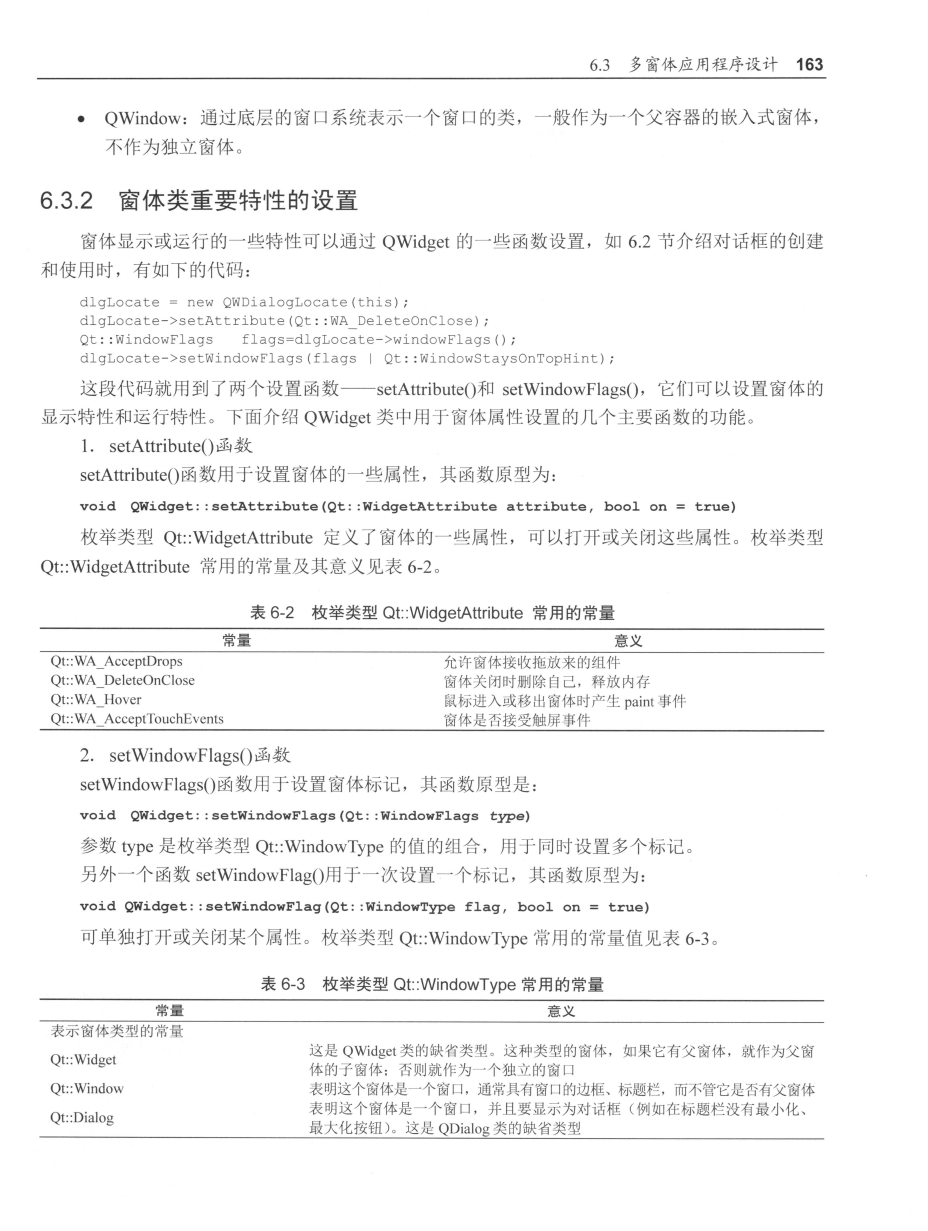 6.3 多窗体应用程序设计 163
• QWindow：通过底层的窗口系统表示一个窗口的类，一般作为一个父容器的嵌入式窗体，
不作为独立窗体。
6.3.2 窗体类重要特性的设置
窗体显示或运行的一些特性可以通过 QWidget 的一些函数设置，如 6.2 节介绍对话框的创建
和使用时，有如下的代码：
dlgLocate = new QWDialogLocate(this);
dlgLocate->setAttribute(Qt::WA_DeleteOnClose);
Qt::WindowFlags flags=dlgLocate->windowFlags();
dlgLocate->setWindowFlags(flags | Qt::WindowStaysOnTopHint);
这段代码就用到了两个设置函数——setAttribute()和 setWindowFlags()，它们可以设置窗体的
显示特性和运行特性。下面介绍 QWidget 类中用于窗体属性设置的几个主要函数的功能。
1．setAttribute()函数
setAttribute()函数用于设置窗体的一些属性，其函数原型为：
void QWidget::setAttribute(Qt::WidgetAttribute attribute, bool on = true)
枚举类型 Qt::WidgetAttribute 定义了窗体的一些属性，可以打开或关闭这些属性。枚举类型
Qt::WidgetAttribute 常用的常量及其意义见表 6-2。
表 6-2 枚举类型 Qt::WidgetAttribute 常用的常量
常量 意义
Qt::WA_AcceptDrops 允许窗体接收拖放来的组件
Qt::WA_DeleteOnClose 窗体关闭时删除自己，释放内存
Qt::WA_Hover 鼠标进入或移出窗体时产生 paint 事件
Qt::WA_AcceptTouchEvents 窗体是否接受触屏事件
2．setWindowFlags()函数
setWindowFlags()函数用于设置窗体标记，其函数原型是：
void QWidget::setWindowFlags(Qt::WindowFlags type)
参数 type 是枚举类型 Qt::WindowType 的值的组合，用于同时设置多个标记。
另外一个函数 setWindowFlag()用于一次设置一个标记，其函数原型为：
void QWidget::setWindowFlag(Qt::WindowType flag, bool on = true)
可单独打开或关闭某个属性。枚举类型 Qt::WindowType 常用的常量值见表 6-3。
表 6-3 枚举类型 Qt::WindowType 常用的常量
常量 意义
表示窗体类型的常量
Qt::Widget 这是 QWidget 类的缺省类型。这种类型的窗体，如果它有父窗体，就作为父窗
体的子窗体；否则就作为一个独立的窗口
Qt::Window 表明这个窗体是一个窗口，通常具有窗口的边框、标题栏，而不管它是否有父窗体
Qt::Dialog 表明这个窗体是一个窗口，并且要显示为对话框（例如在标题栏没有最小化、
最大化按钮）。这是 QDialog 类的缺省类型